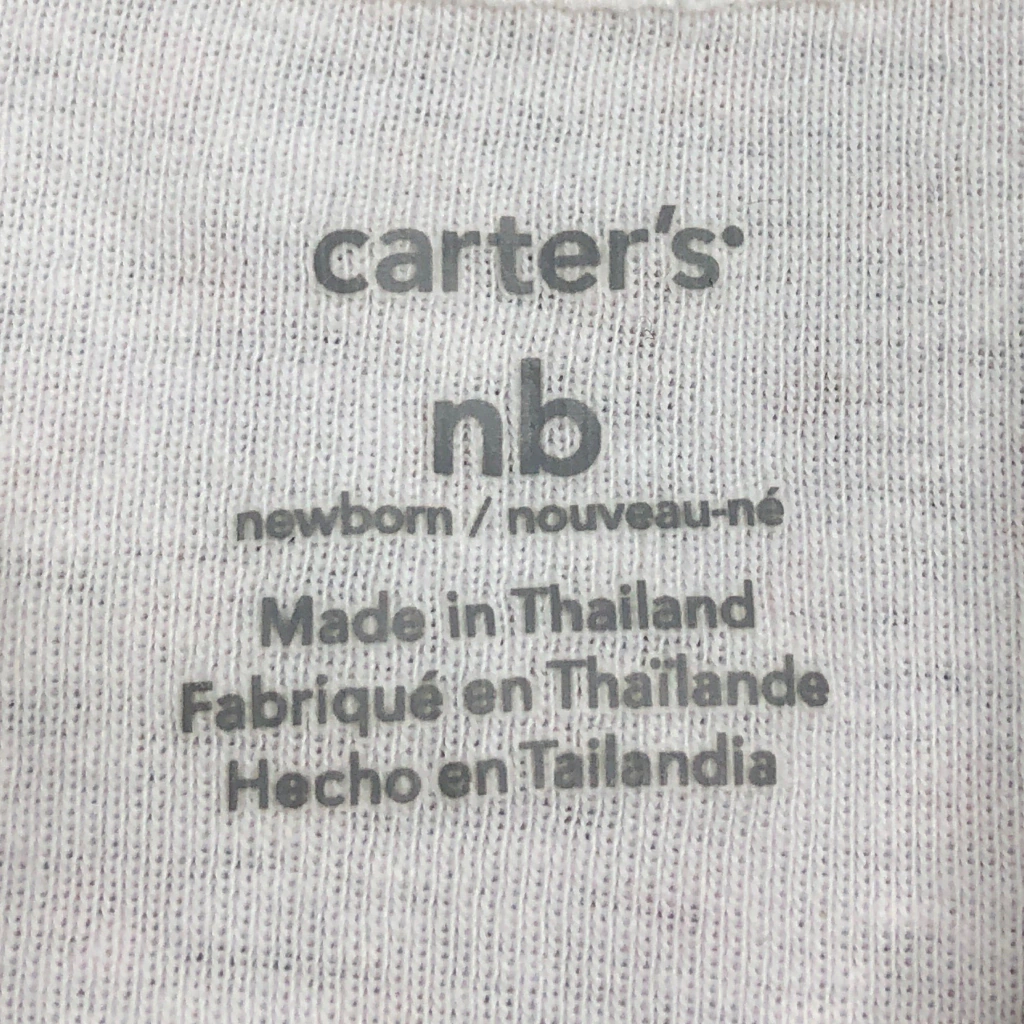 carter's
nb
newborn / nouveau-né
Made in Thailand
Fabriqué en Thaïlande
Hecho en Tailandia